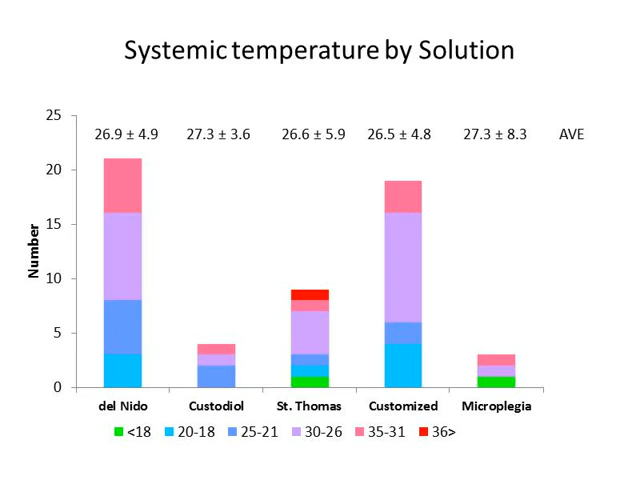 Systemic temperature by Solution
25
26.9 ± 4.9 27.3 ± 3.6 26.6 ± 5.9 26.5 ± 4.8 27.3 ± 8.3 AVE
20
15
Number
10
5
0
del Nido Custodiol St. Thomas Customized Microplegia
<18 20-18 25-21 30-26 35-31 36>